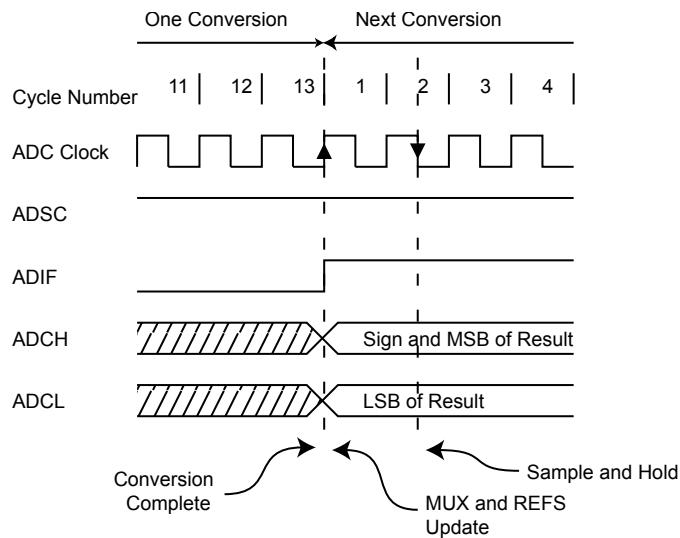 One Conversion Next Conversion
Cycle Number 11 12 13 1 2 3 4
ADC Clock
ADSC
ADIF
ADCH Sign and MSB of Result
ADCL LSB of Result
Conversion
Complete
MUX and REFS
Update
Sample and Hold